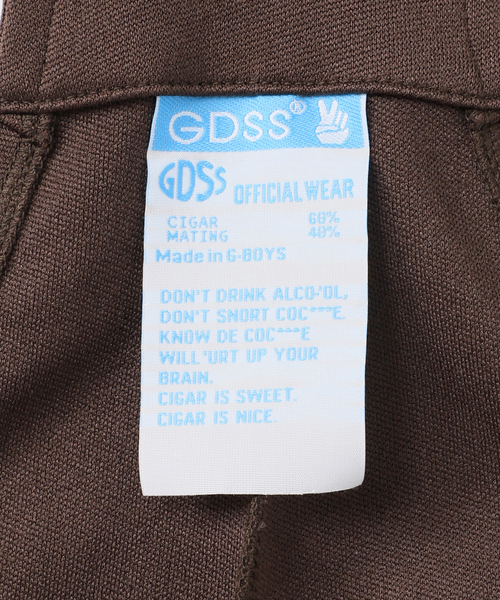 GDSS®
GDSs OFFICIAL WEAR
CIGAR 60%
MATING 40%
Made in G-BOYS
DON'T DRINK ALCO-'OL,
DON'T SNORT COC***E.
KNOW DE COC***E
WILL 'URT UP YOUR
BRAIN.
CIGAR IS SWEET.
CIGAR IS NICE.